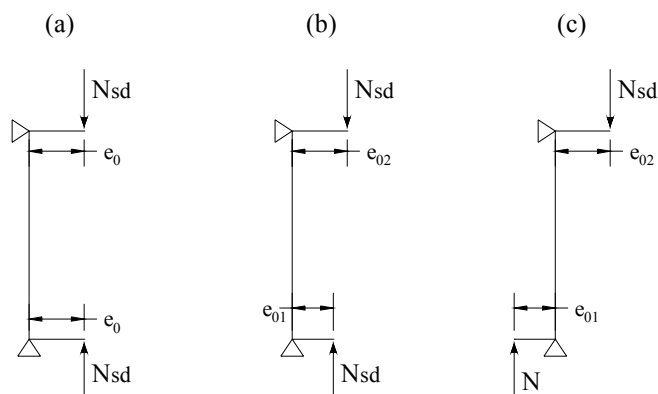 (a) (b) (c)
Nsd Nsd Nsd
e₀ e₀₂ e₀₂
e₀ e₀₁ e₀₁
Nsd Nsd N